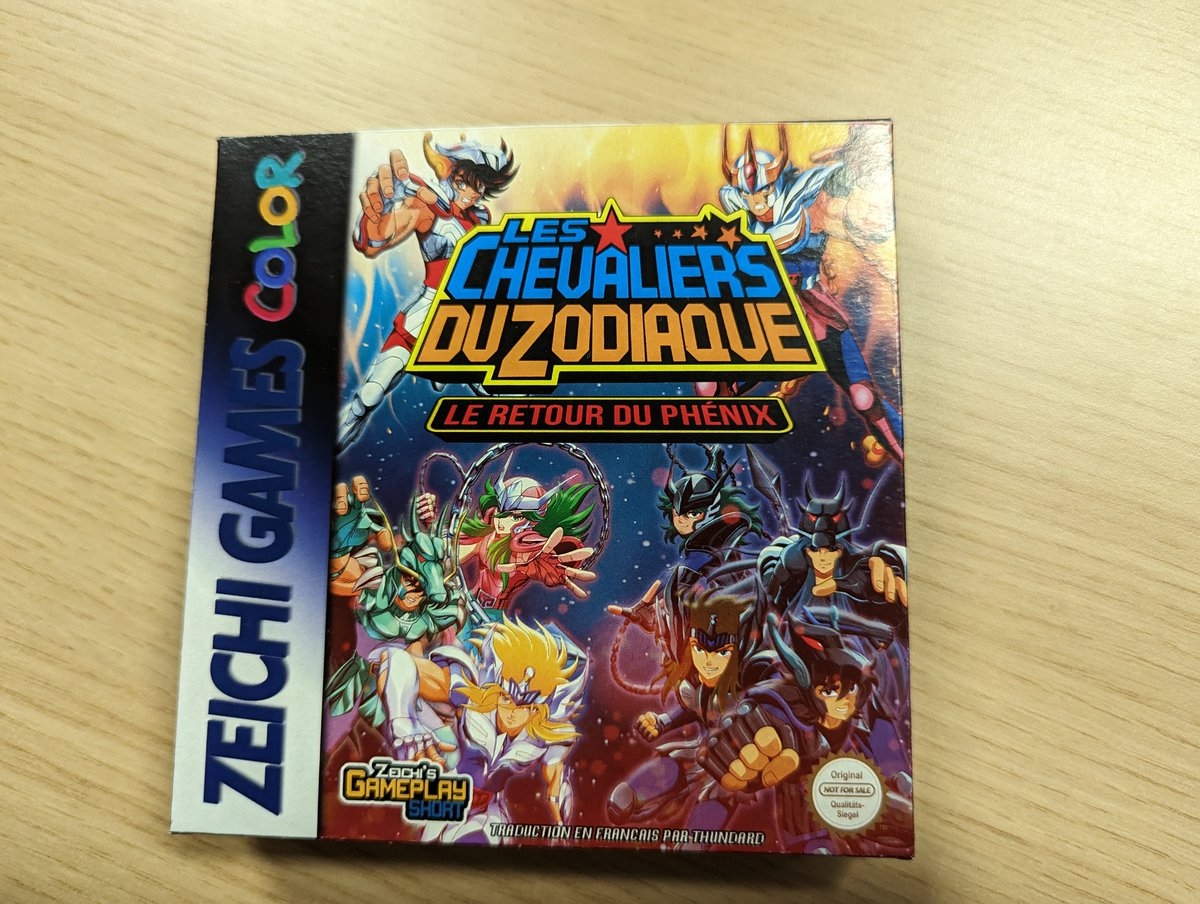 ZEICHI GAMES COLOR
LES
CHEVALIERS
DU ZODIAQUE
LE RETOUR DU PHÉNIX
ZEICHI'S
GAMEPLAY
SHORT
TRADUCTION EN FRANCAIS PAR THUNDARD
Original
NOT FOR SALE
Qualitäts-
Siegel